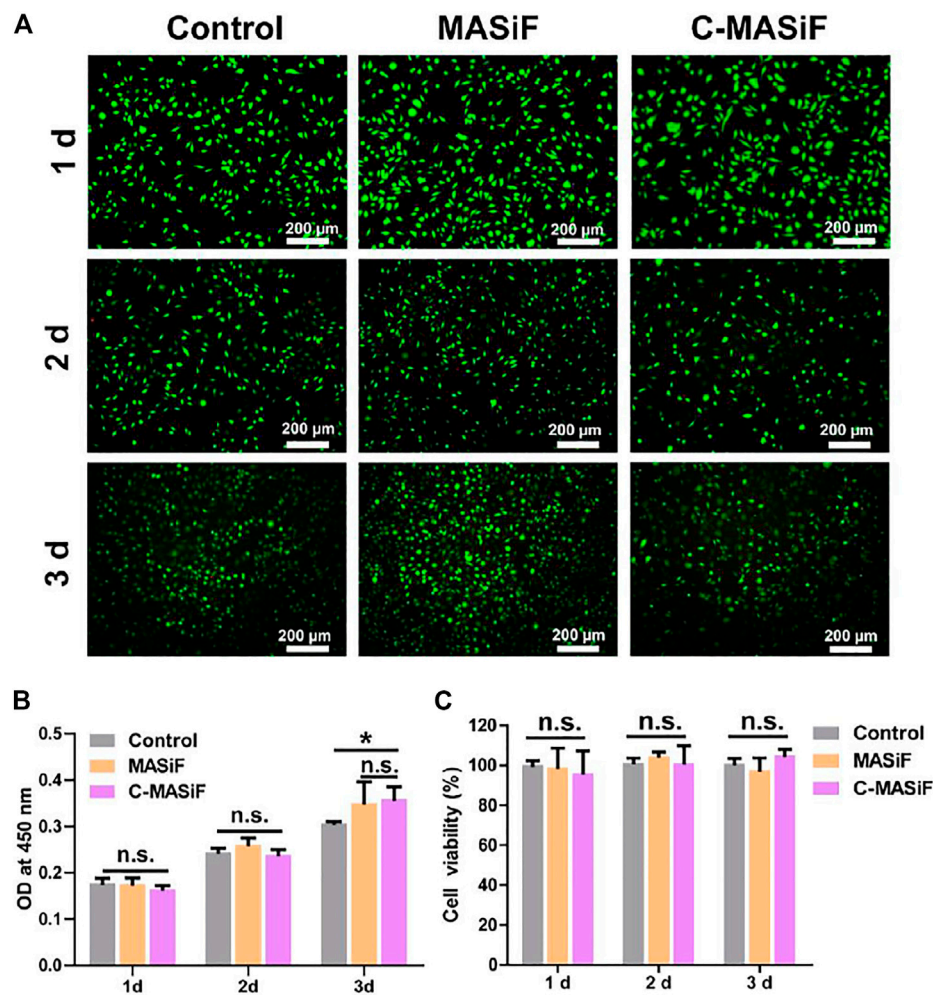 A
Control MASiF C-MASiF
1 d
200 µm 200 µm 200 µm
2 d
200 µm 200 µm 200 µm
3 d
200 µm 200 µm 200 µm
B
OD at 450 nm
0.5
0.4
0.3
0.2
0.1
0.0
Control
MASiF
C-MASiF
n.s.
n.s.
*
n.s.
1d 2d 3d
C
Cell viability (%)
120
100
80
60
40
20
0
n.s. n.s. n.s.
Control
MASiF
C-MASiF
1 d 2 d 3 d